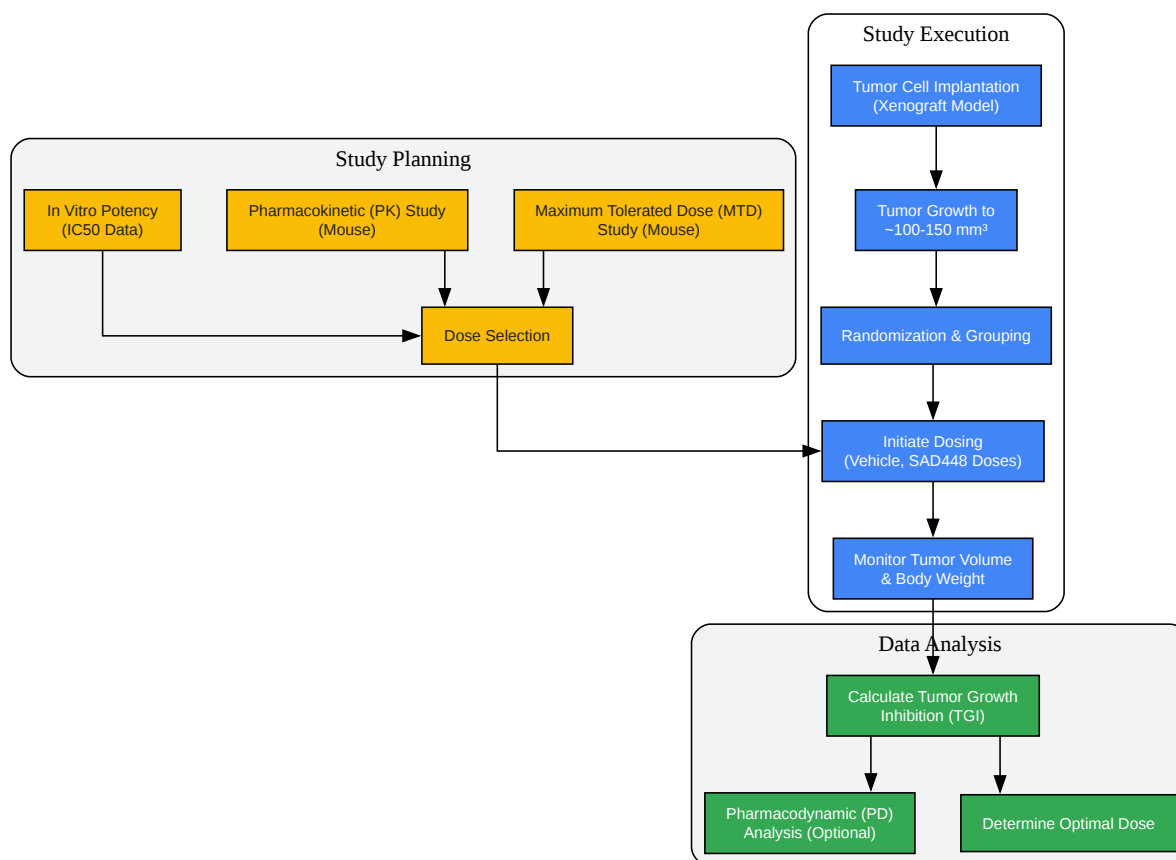 Study Execution
Tumor Cell Implantation
(Xenograft Model)
Study Planning
In Vitro Potency
(IC50 Data)
Pharmacokinetic (PK) Study
(Mouse)
Maximum Tolerated Dose (MTD)
Study (Mouse)
Tumor Growth to
~100-150 mm³
Dose Selection
Randomization & Grouping
Initiate Dosing
(Vehicle, SAD448 Doses)
Monitor Tumor Volume
& Body Weight
Data Analysis
Calculate Tumor Growth
Inhibition (TGI)
Pharmacodynamic (PD)
Analysis (Optional)
Determine Optimal Dose